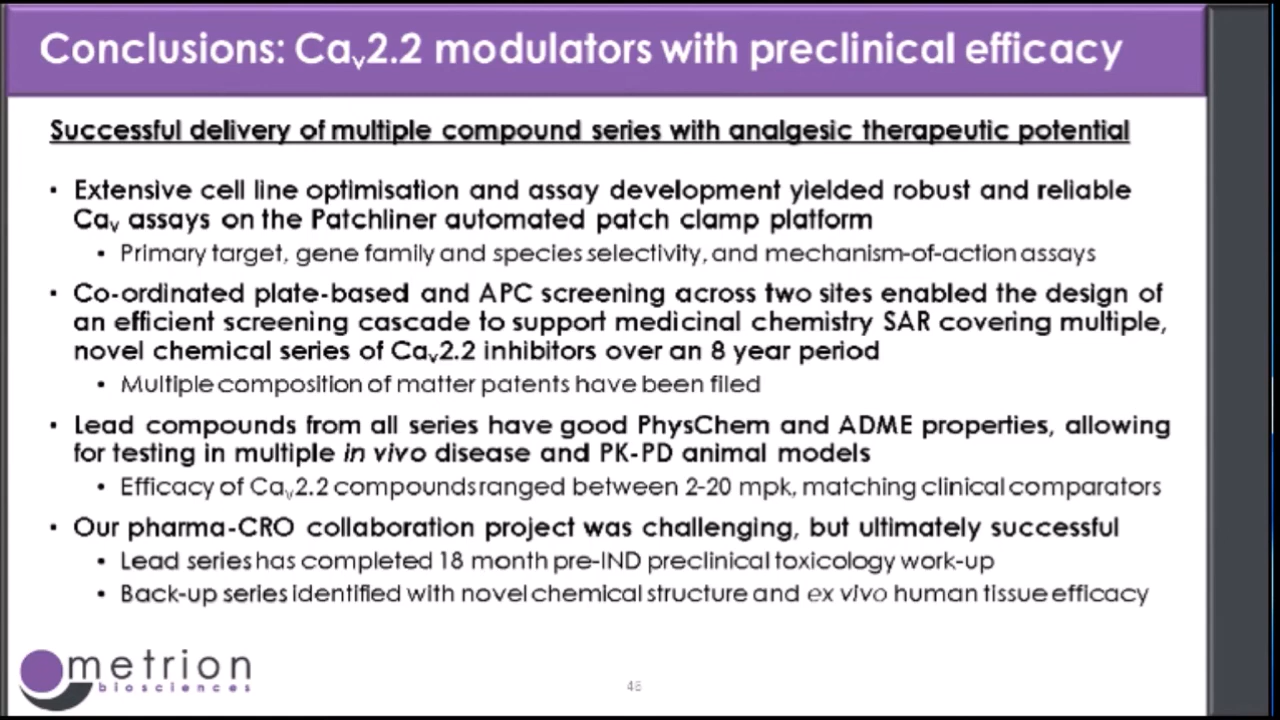 Conclusions: Cav2.2 modulators with preclinical efficacy
Successful delivery of multiple compound series with analgesic therapeutic potential
• Extensive cell line optimisation and assay development yielded robust and reliable
Cav assays on the Patchliner automated patch clamp platform
• Primary target, gene family and species selectivity, and mechanism-of-action assays
• Co-ordinated plate-based and APC screening across two sites enabled the design of
an efficient screening cascade to support medicinal chemistry SAR covering multiple,
novel chemical series of Cav2.2 inhibitors over an 8 year period
• Multiple composition of matter patents have been filed
• Lead compounds from all series have good PhysChem and ADME properties, allowing
for testing in multiple in vivo disease and PK-PD animal models
• Efficacy of Cav2.2 compounds ranged between 2-20 mpk, matching clinical comparators
• Our pharma-CRO collaboration project was challenging, but ultimately successful
• Lead series has completed 18 month pre-IND preclinical toxicology work-up
• Back-up series identified with novel chemical structure and ex vivo human tissue efficacy
metrion
biosciences